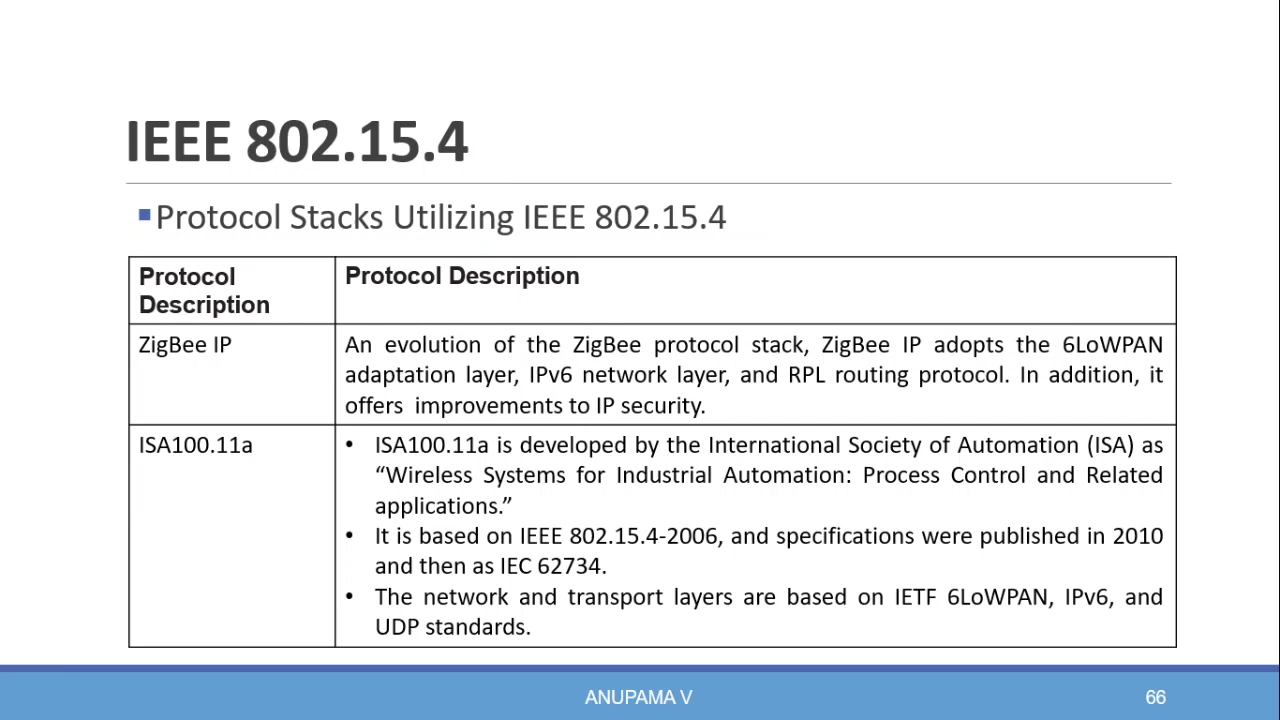 IEEE 802.15.4
▪Protocol Stacks Utilizing IEEE 802.15.4
Protocol
Description
Protocol Description
ZigBee IP
An evolution of the ZigBee protocol stack, ZigBee IP adopts the 6LoWPAN
adaptation layer, IPv6 network layer, and RPL routing protocol. In addition, it
offers improvements to IP security.
ISA100.11a
• ISA100.11a is developed by the International Society of Automation (ISA) as
“Wireless Systems for Industrial Automation: Process Control and Related
applications.”
• It is based on IEEE 802.15.4-2006, and specifications were published in 2010
and then as IEC 62734.
• The network and transport layers are based on IETF 6LoWPAN, IPv6, and
UDP standards.
ANUPAMA V
66